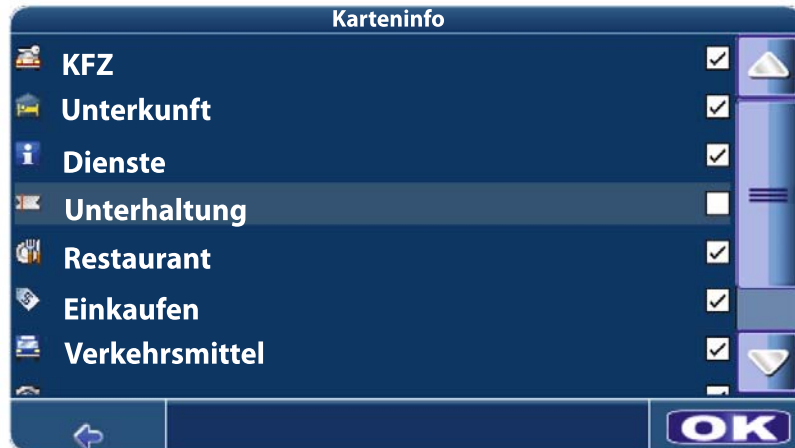 Karteninfo
KFZ
Unterkunft
Dienste
Unterhaltung
Restaurant
Einkaufen
Verkehrsmittel
OK